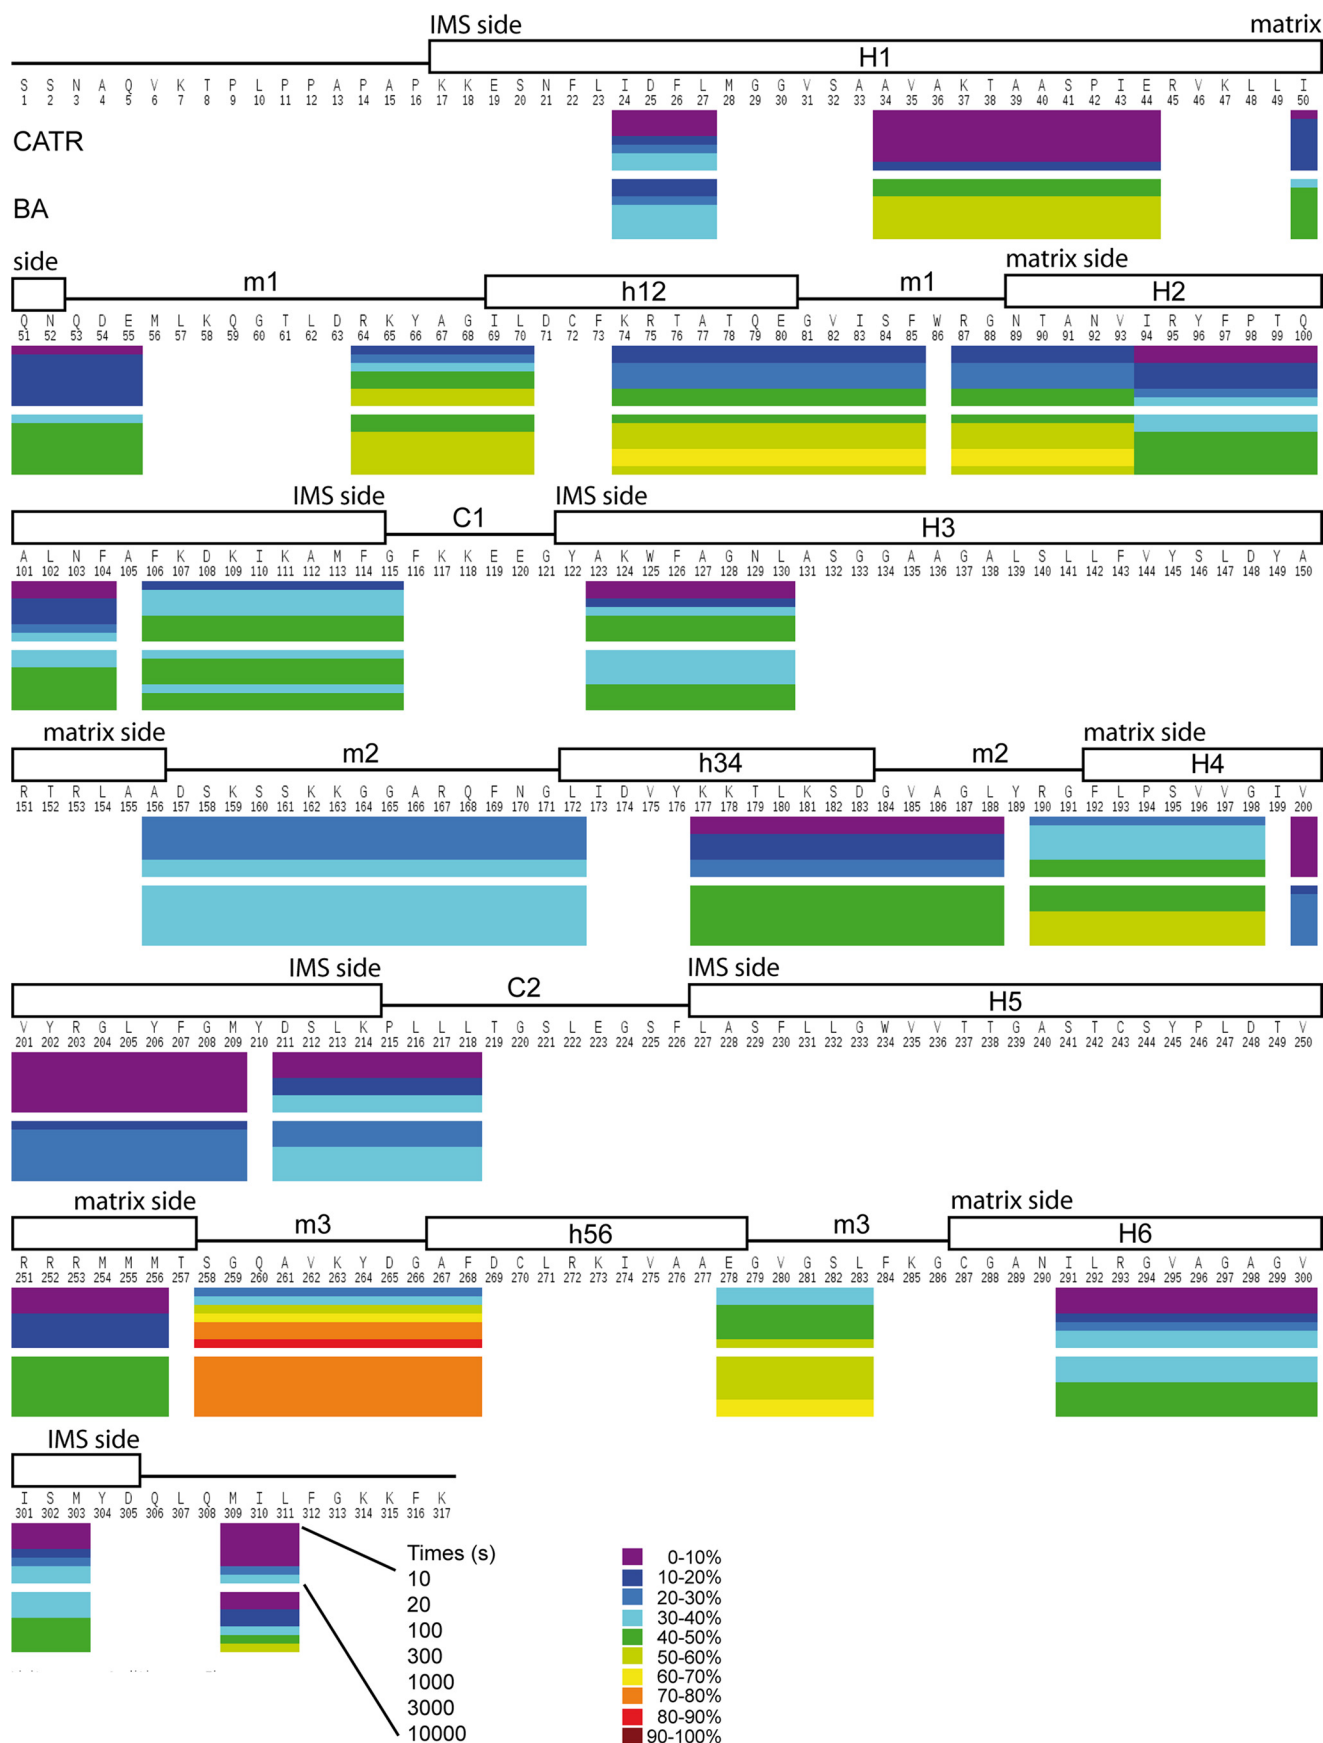 IMS side matrix
H1
S S N A Q V K T P L P P A P A P K K E S N F L I D F L M G G V S A A V A K T A A S P I E R V K L L I
1 2 3 4 5 6 7 8 9 10 11 12 13 14 15 16 17 18 19 20 21 22 23 24 25 26 27 28 29 30 31 32 33 34 35 36 37 38 39 40 41 42 43 44 45 46 47 48 49 50
CATR
BA
side matrix side
m1 h12 m1 H2
Q N Q D E M L K Q G T L D R K Y A G I L D C F K R T A T Q E G V I S F W R G N T A N V I R Y F P T Q
51 52 53 54 55 56 57 58 59 60 61 62 63 64 65 66 67 68 69 70 71 72 73 74 75 76 77 78 79 80 81 82 83 84 85 86 87 88 89 90 91 92 93 94 95 96 97 98 99 100
IMS side IMS side
C1 H3
A L N F A F K D K I K A M F G F K K E E G Y A K W F A G N L A S G G A A G A L S L L F V Y S L D Y A
101 102 103 104 105 106 107 108 109 110 111 112 113 114 115 116 117 118 119 120 121 122 123 124 125 126 127 128 129 130 131 132 133 134 135 136 137 138 139 140 141 142 143 144 145 146 147 148 149 150
matrix side matrix side
m2 h34 m2 H4
R T R L A A D S K S S K K G G A R Q F N G L I D V Y K K T L K S D G V A G L Y R G F L P S V V G I V
151 152 153 154 155 156 157 158 159 160 161 162 163 164 165 166 167 168 169 170 171 172 173 174 175 176 177 178 179 180 181 182 183 184 185 186 187 188 189 190 191 192 193 194 195 196 197 198 199 200
IMS side IMS side
C2 H5
V Y R G L Y F G M Y D S L K P L L L T G S L E G S F L A S F L L G W V V T T G A S T C S Y P L D T V
201 202 203 204 205 206 207 208 209 210 211 212 213 214 215 216 217 218 219 220 221 222 223 224 225 226 227 228 229 230 231 232 233 234 235 236 237 238 239 240 241 242 243 244 245 246 247 248 249 250
matrix side matrix side
m3 h56 m3 H6
R R R M M M T S G Q A V K Y D G A F D C L R K I V A A E G V G S L F K G C G A N I L R G V A G A G V
251 252 253 254 255 256 257 258 259 260 261 262 263 264 265 266 267 268 269 270 271 272 273 274 275 276 277 278 279 280 281 282 283 284 285 286 287 288 289 290 291 292 293 294 295 296 297 298 299 300
IMS side
I S M Y D Q L Q M I L F G K K F K
301 302 303 304 305 306 307 308 309 310 311 312 313 314 315 316 317
Times (s)
10
20
100
300
1000
3000
10000
0-10%
10-20%
20-30%
30-40%
40-50%
50-60%
60-70%
70-80%
80-90%
90-100%